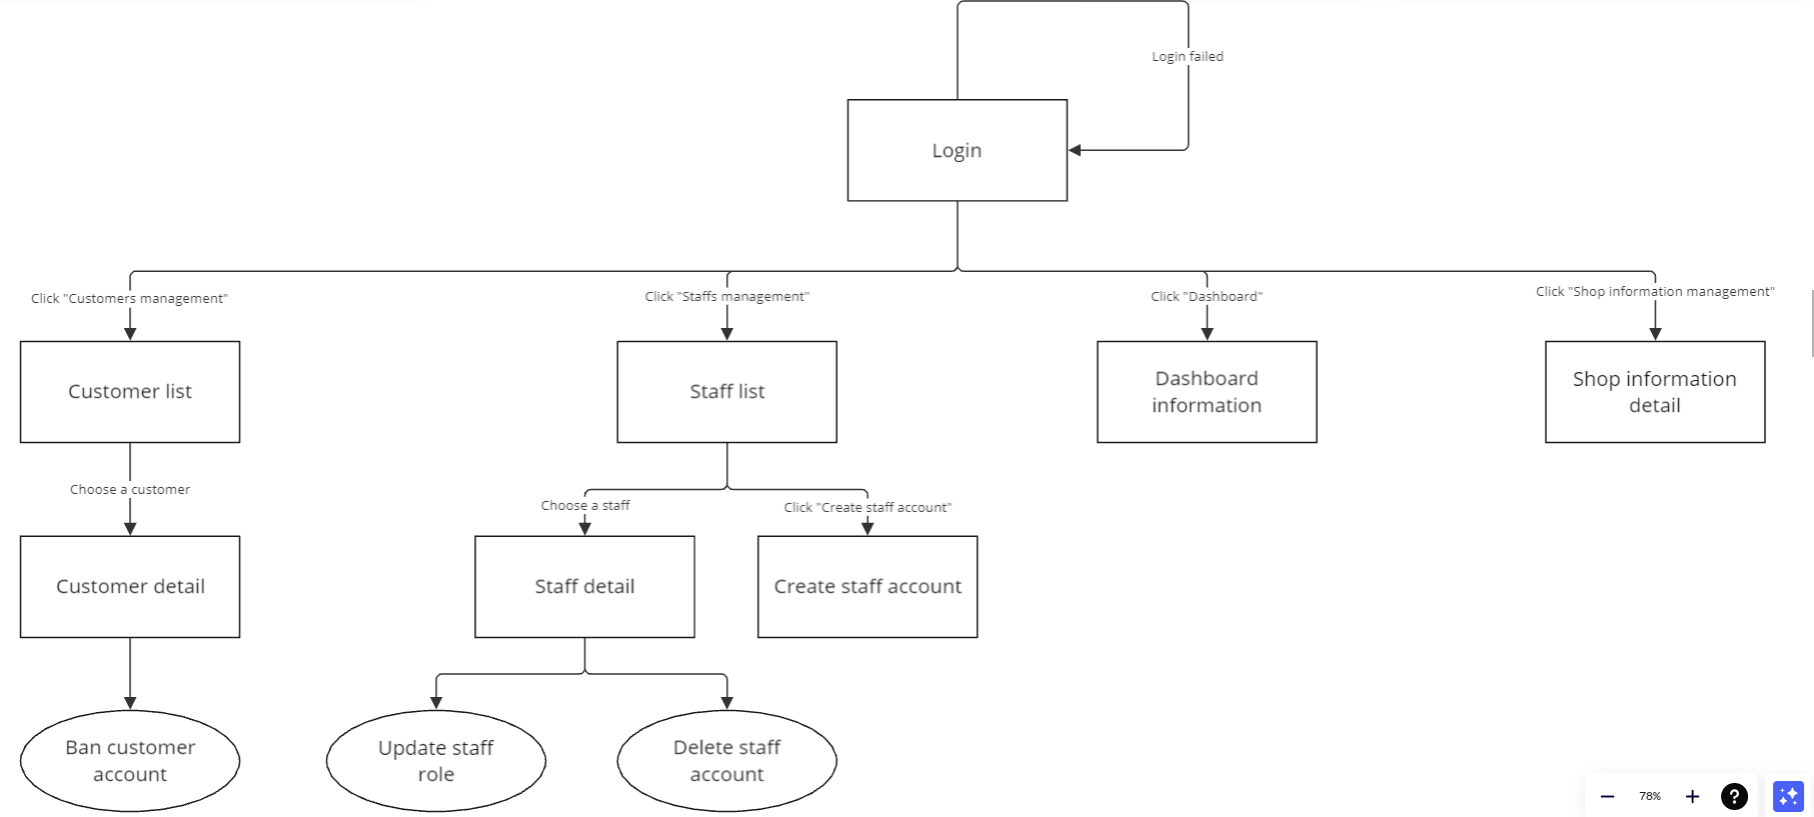 Login failed
Login
Click "Customers management"
Click "Staffs management"
Click "Dashboard"
Click "Shop information management"
Customer list
Staff list
Dashboard
information
Shop information
detail
Choose a customer
Choose a staff
Click "Create staff account"
Customer detail
Staff detail
Create staff account
Ban customer
account
Update staff
role
Delete staff
account
78%
?